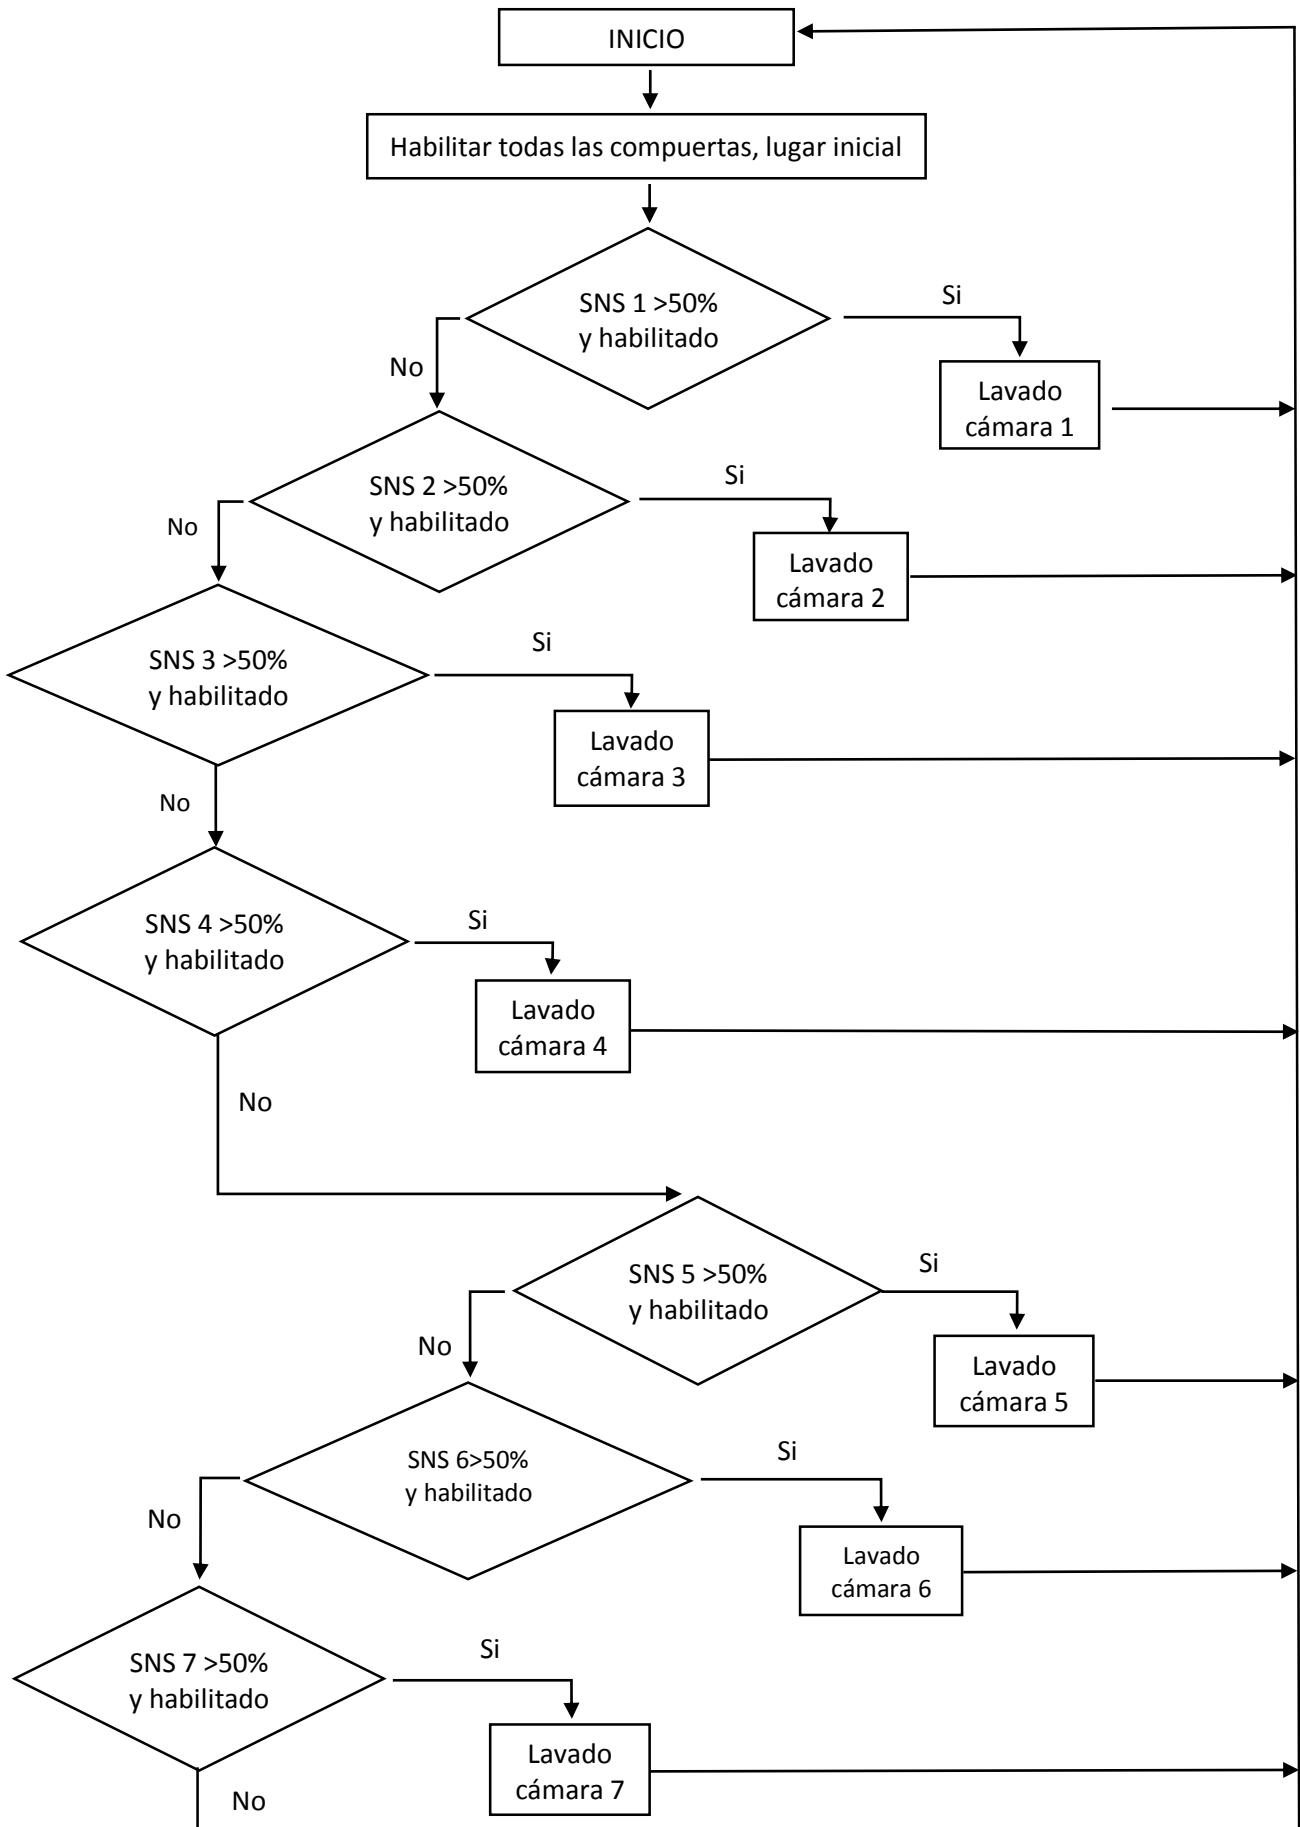 INICIO
Habilitar todas las compuertas, lugar inicial
SNS 1 >50%
y habilitado
Si
No
Lavado
cámara 1
SNS 2 >50%
y habilitado
Si
No
Lavado
cámara 2
SNS 3 >50%
y habilitado
Si
Lavado
cámara 3
No
SNS 4 >50%
y habilitado
Si
Lavado
cámara 4
No
SNS 5 >50%
y habilitado
Si
No
Lavado
cámara 5
SNS 6>50%
y habilitado
Si
No
Lavado
cámara 6
SNS 7 >50%
y habilitado
Si
Lavado
cámara 7
No